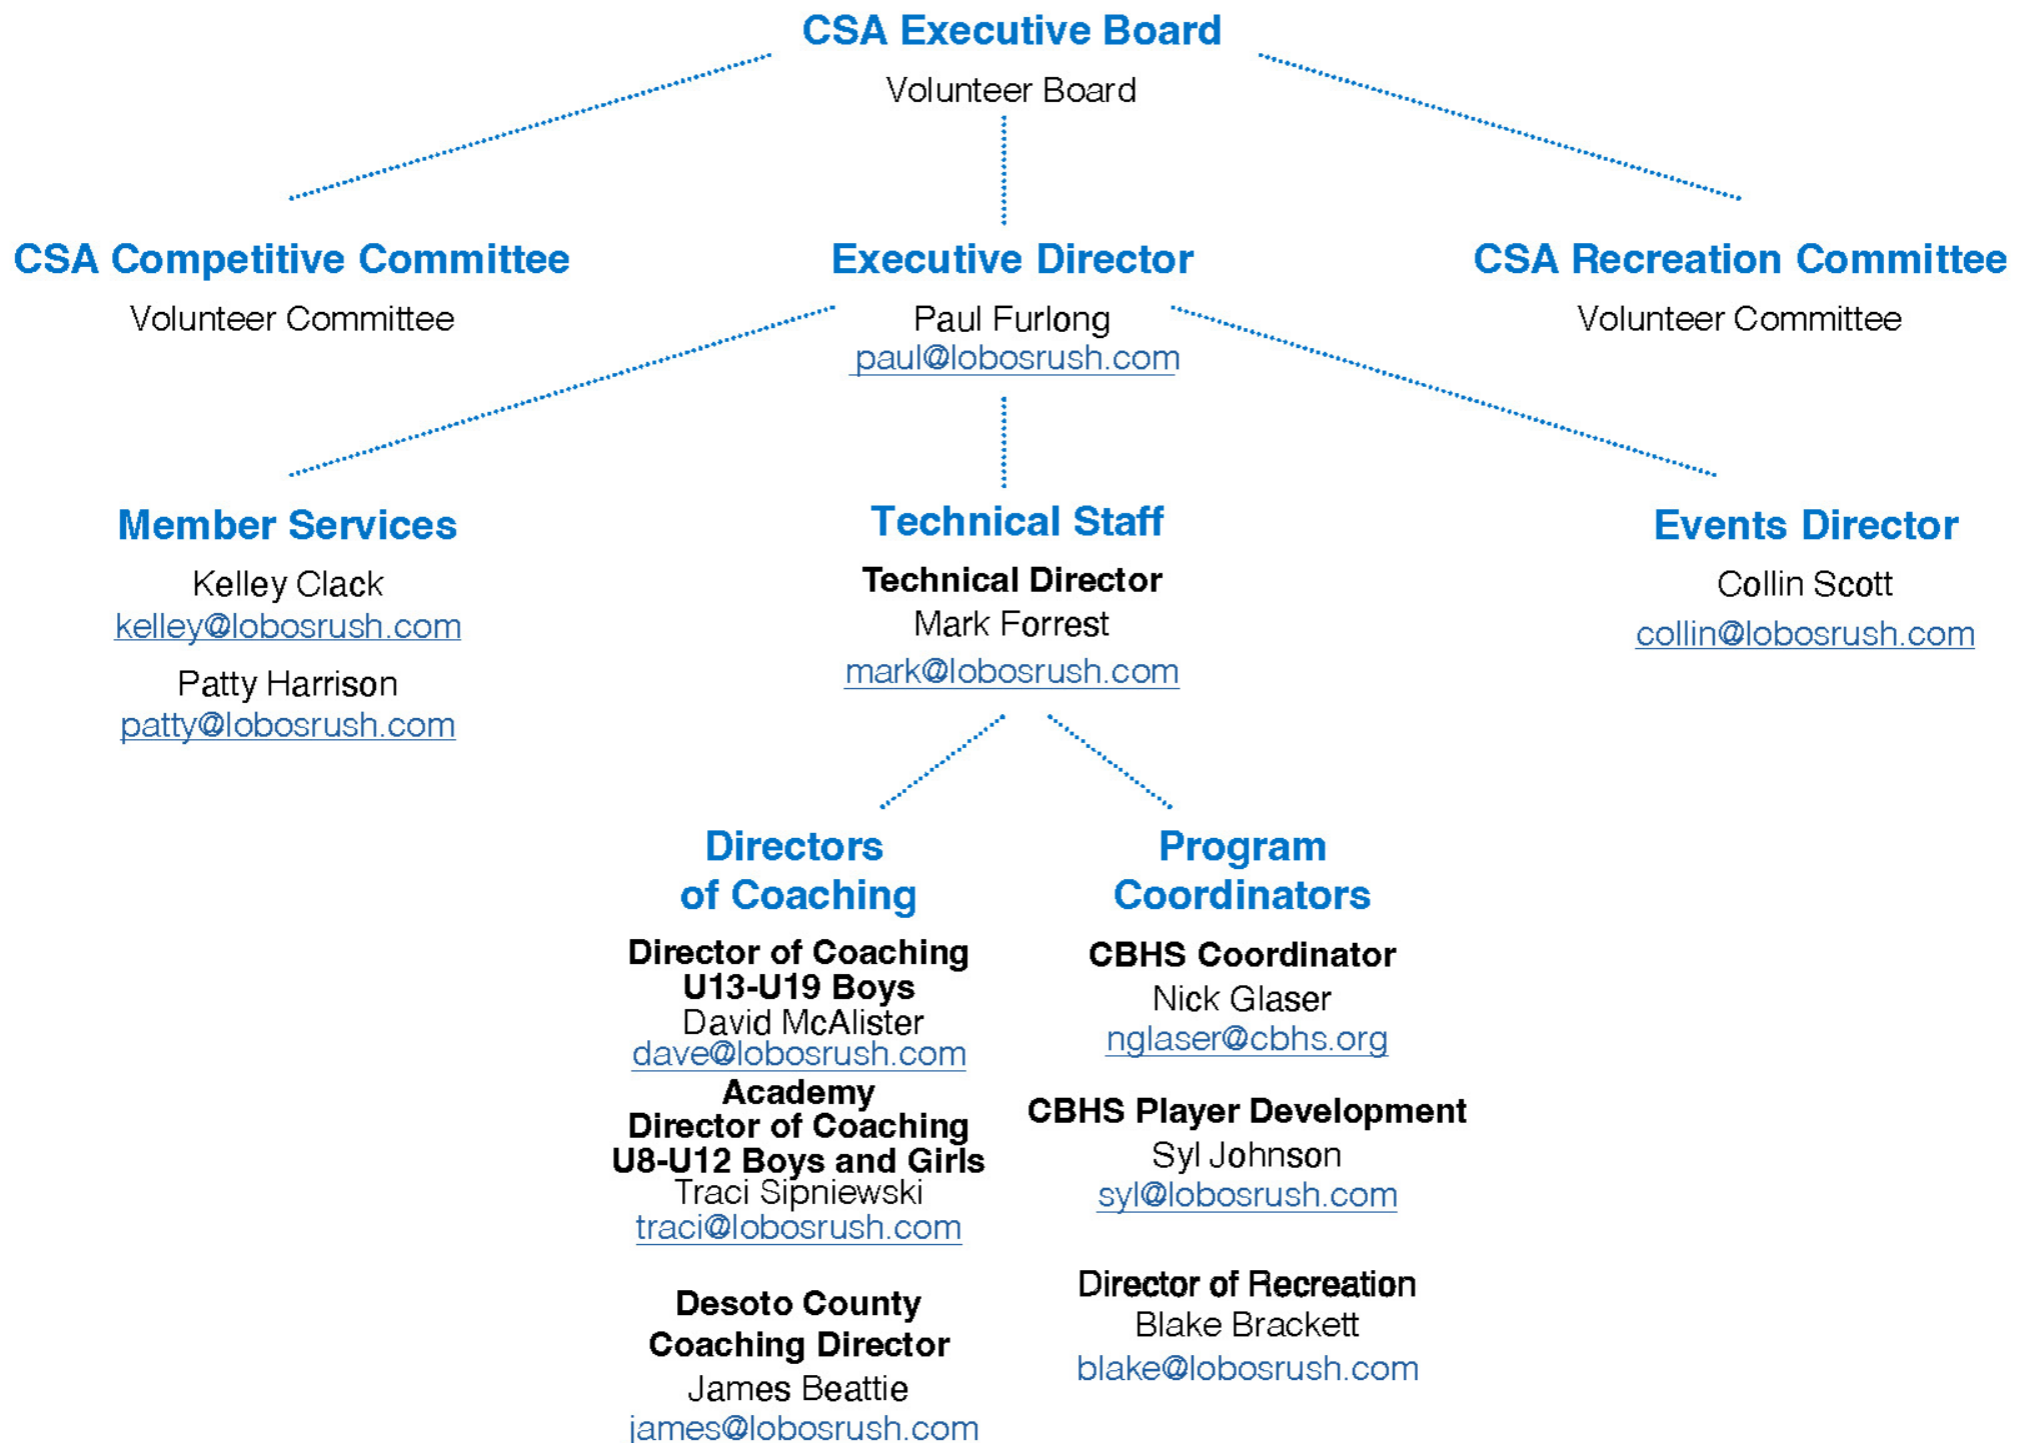 CSA Executive Board
Volunteer Board
CSA Competitive Committee
Volunteer Committee
Executive Director
Paul Furlong
paul@lobosrush.com
CSA Recreation Committee
Volunteer Committee
Member Services
Kelley Clack
kelley@lobosrush.com
Patty Harrison
patty@lobosrush.com
Technical Staff
Technical Director
Mark Forrest
mark@lobosrush.com
Events Director
Collin Scott
collin@lobosrush.com
Directors
of Coaching
Director of Coaching
U13-U19 Boys
David McAlister
dave@lobosrush.com
Academy
Director of Coaching
U8-U12 Boys and Girls
Traci Sipniewski
traci@lobosrush.com
Desoto County
Coaching Director
James Beattie
james@lobosrush.com
Program
Coordinators
CBHS Coordinator
Nick Glaser
nglaser@cbhs.org
CBHS Player Development
Syl Johnson
syl@lobosrush.com
Director of Recreation
Blake Brackett
blake@lobosrush.com